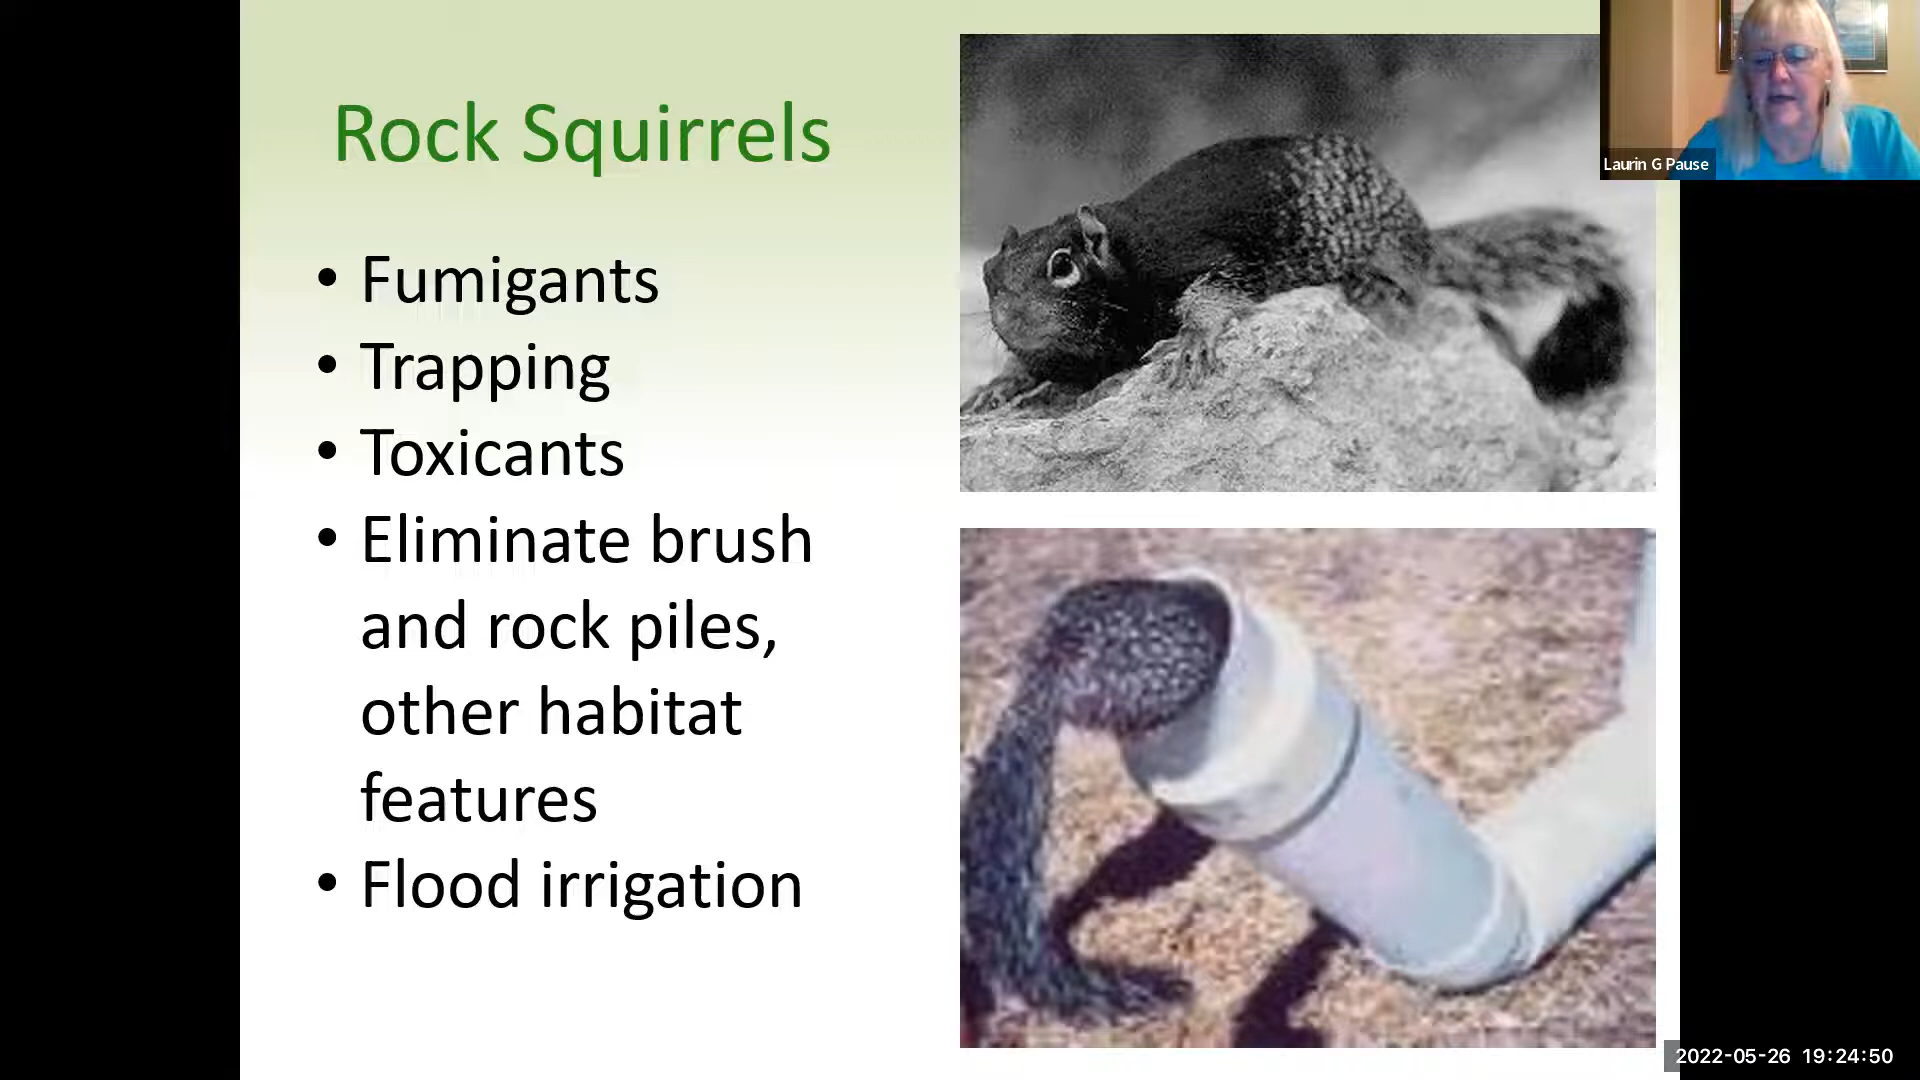 Rock Squirrels
• Fumigants
• Trapping
• Toxicants
• Eliminate brush
and rock piles,
other habitat
features
• Flood irrigation
Laurin G Pause
2022-05-26 19:24:50